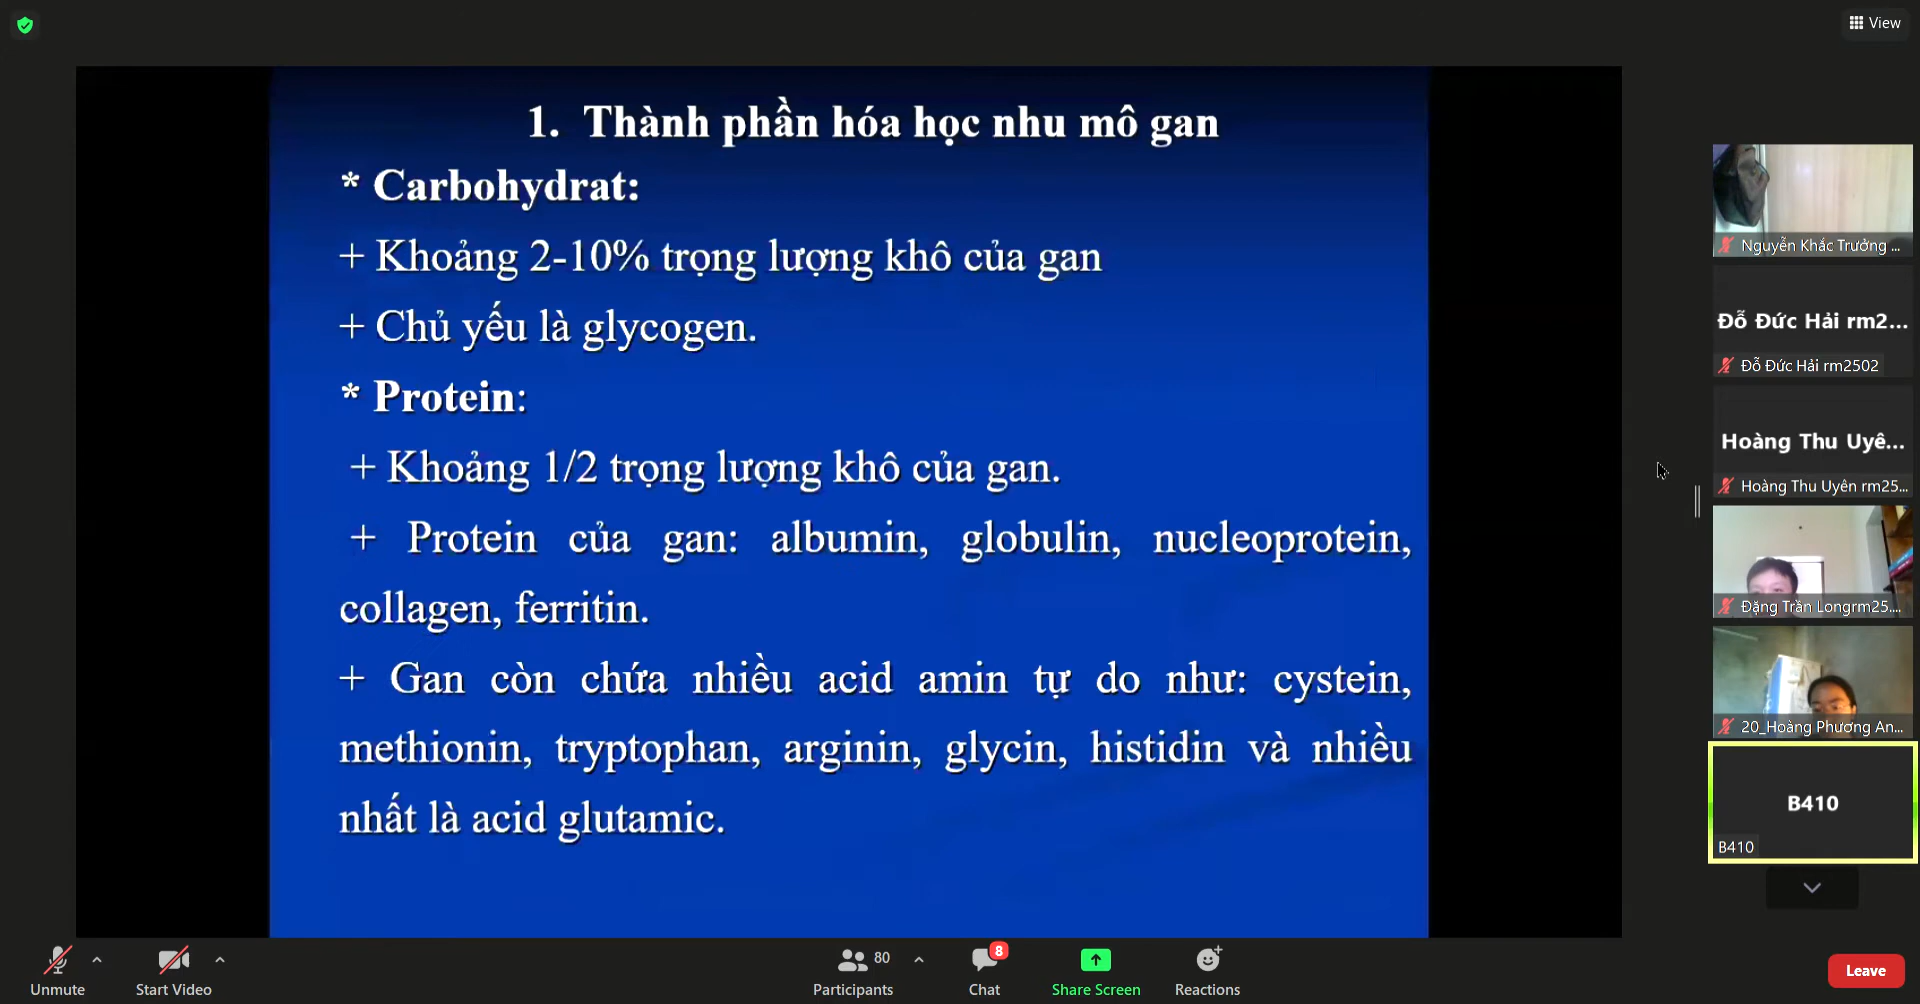 View
1. Thành phần hóa học nhu mô gan
* Carbohydrat:
+ Khoảng 2-10% trọng lượng khô của gan
+ Chủ yếu là glycogen.
* Protein:
+ Khoảng 1/2 trọng lượng khô của gan.
+ Protein của gan: albumin, globulin, nucleoprotein,
collagen, ferritin.
+ Gan còn chứa nhiều acid amin tự do như: cystein,
methionin, tryptophan, arginin, glycin, histidin và nhiều
nhất là acid glutamic.
Nguyễn Khắc Trưởng ...
Đỗ Đức Hải rm2...
Đỗ Đức Hải rm2502
Hoàng Thu Uyê...
Hoàng Thu Uyên rm25...
Đặng Trần Longrm25....
20_Hoàng Phương An...
B410
B410
Unmute
Start Video
80
Participants
8
Chat
Share Screen
Reactions
Leave